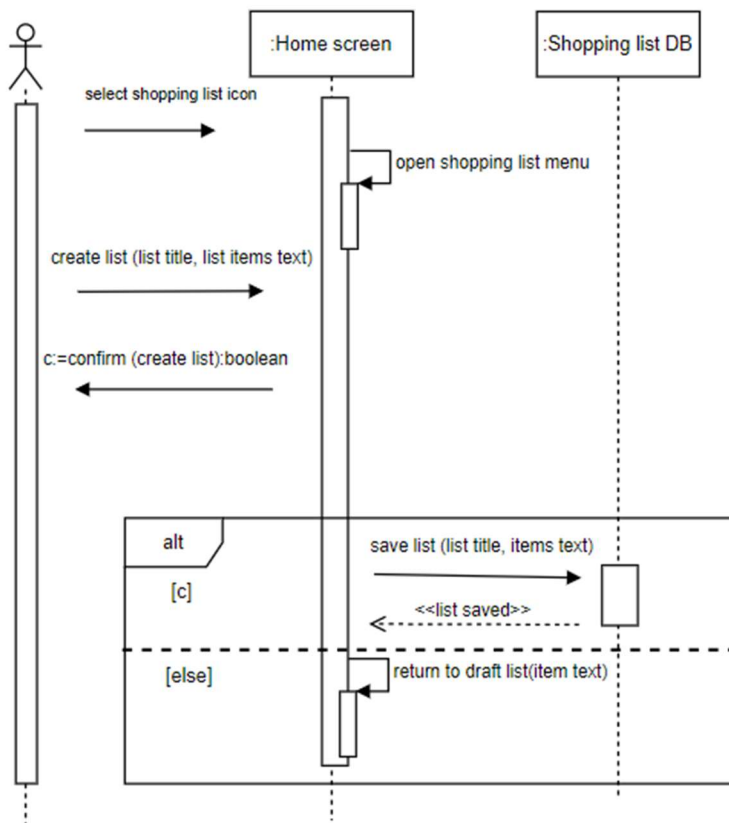 :Home screen
:Shopping list DB
select shopping list icon
open shopping list menu
create list (list title, list items text)
c:=confirm (create list):boolean
alt
save list (list title, items text)
[c]
<<list saved>>
[else]
return to draft list(item text)